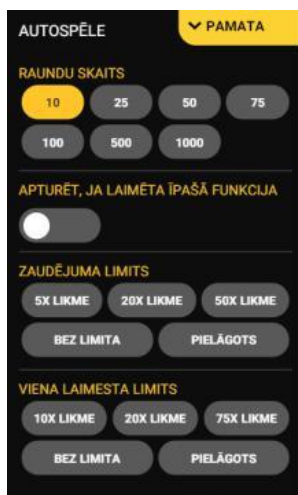 AUTOSPĒLE PAMATA
RAUNDU SKAITS
10 25 50 75
100 500 1000
APTURĒT, JA LAIMĒTA ĪPAŠĀ FUNKCIJA
ZAUDĒJUMA LIMITS
5X LIKME 20X LIKME 50X LIKME
BEZ LIMITA PIELĀGOTS
VIENA LAIMESTA LIMITS
10X LIKME 20X LIKME 75X LIKME
BEZ LIMITA PIELĀGOTS